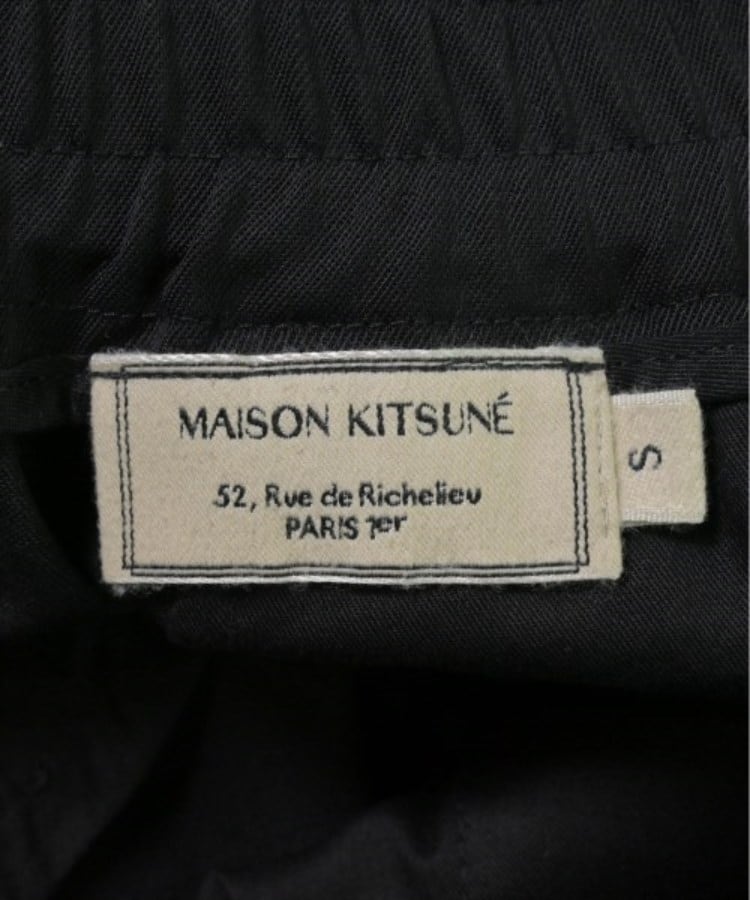 MAISON KITSUNÉ
52, Rue de Richelieu
PARIS 1er
S